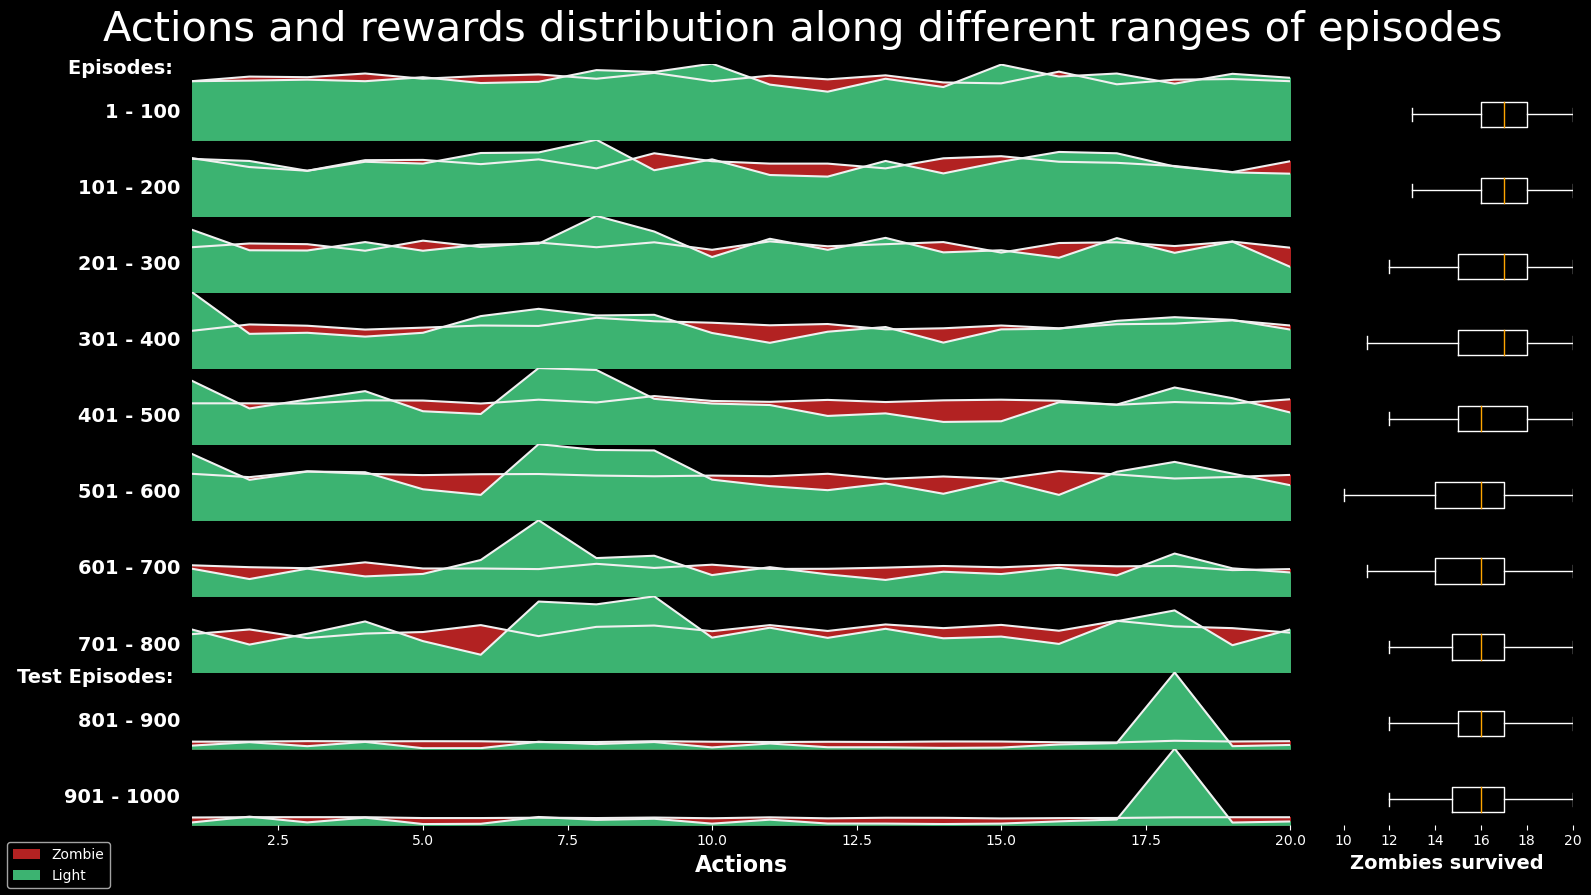 Actions and rewards distribution along different ranges of episodes
Episodes:
1 - 100
101 - 200
201 - 300
301 - 400
401 - 500
501 - 600
601 - 700
701 - 800
Test Episodes:
801 - 900
901 - 1000
2.5 5.0 7.5 10.0 12.5 15.0 17.5 20.0
10 12 14 16 18 20
Actions
Zombies survived
Zombie
Light